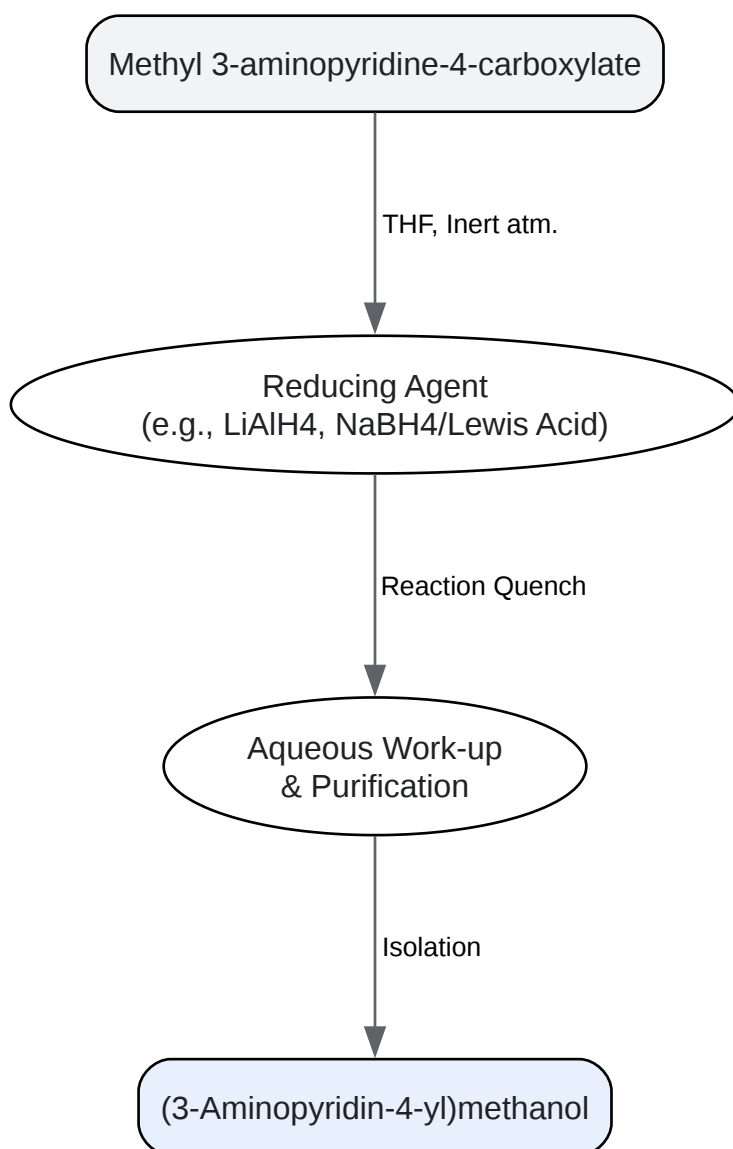 Methyl 3-aminopyridine-4-carboxylate
THF, Inert atm.
Reducing Agent
(e.g., LiAlH4, NaBH4/Lewis Acid)
Reaction Quench
Aqueous Work-up
& Purification
Isolation
(3-Aminopyridin-4-yl)methanol